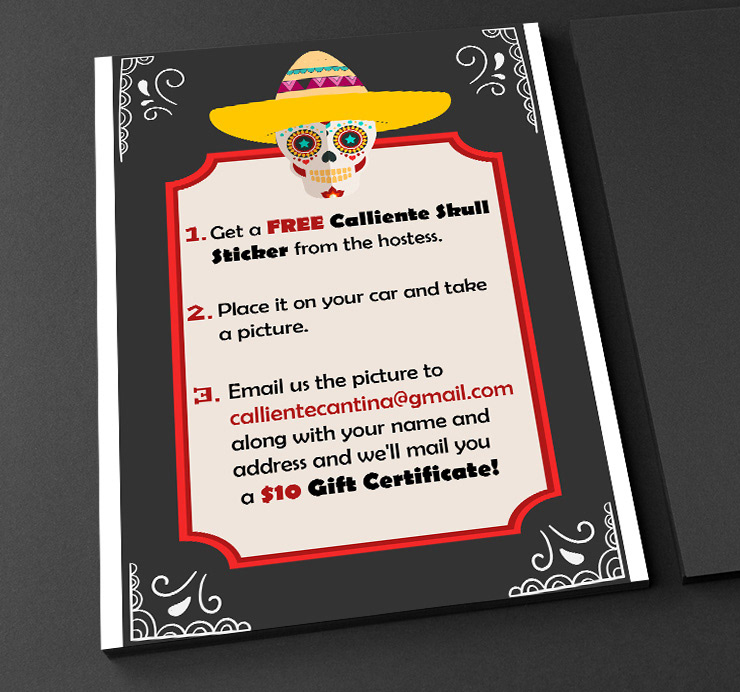 1. Get a FREE Calliente Skull
Sticker from the hostess.
2. Place it on your car and take
a picture.
3. Email us the picture to
callientecantina@gmail.com
along with your name and
address and we'll mail you
a $10 Gift Certificate!